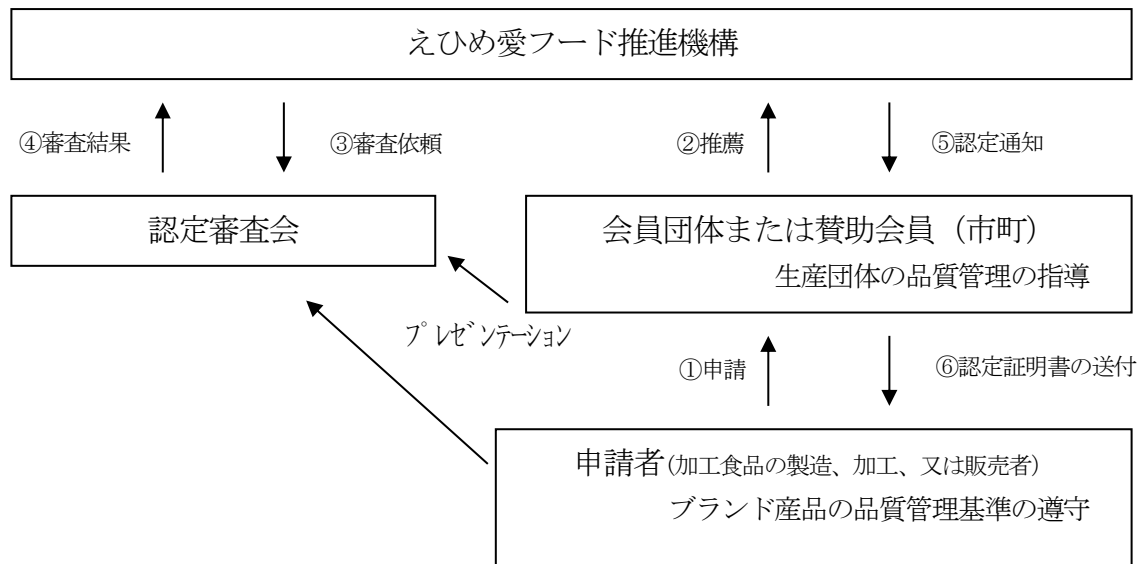 えひめ愛フード推進機構
④審査結果
③審査依頼
②推薦
⑤認定通知
認定審査会
会員団体または賛助会員（市町）
生産団体の品質管理の指導
ﾌﾟﾚｾﾞﾝﾃｰｼｮﾝ
①申請
⑥認定証明書の送付
申請者(加工食品の製造、加工、又は販売者)
ブランド産品の品質管理基準の遵守